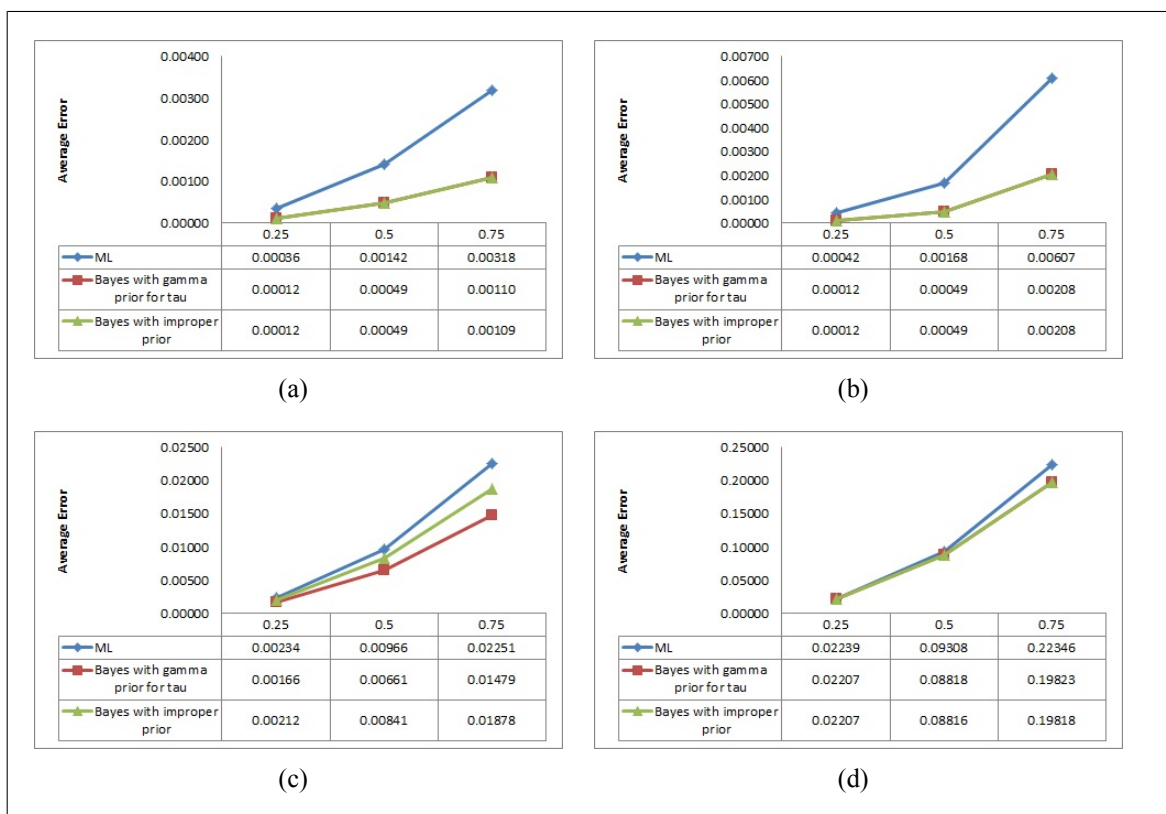 Average Error
0.00400
0.00300
0.00200
0.00100
0.00000
0.25 0.5 0.75
ML 0.00036 0.00142 0.00318
Bayes with gamma
prior for tau 0.00012 0.00049 0.00110
Bayes with improper
prior 0.00012 0.00049 0.00109
(a)
Average Error
0.00700
0.00600
0.00500
0.00400
0.00300
0.00200
0.00100
0.00000
0.25 0.5 0.75
ML 0.00042 0.00168 0.00607
Bayes with gamma
prior for tau 0.00012 0.00049 0.00208
Bayes with improper
prior 0.00012 0.00049 0.00208
(b)
Average Error
0.02500
0.02000
0.01500
0.01000
0.00500
0.00000
0.25 0.5 0.75
ML 0.00234 0.00966 0.02251
Bayes with gamma
prior for tau 0.00166 0.00661 0.01479
Bayes with improper
prior 0.00212 0.00841 0.01878
(c)
Average Error
0.25000
0.20000
0.15000
0.10000
0.05000
0.00000
0.25 0.5 0.75
ML 0.02239 0.09308 0.22346
Bayes with gamma
prior for tau 0.02207 0.08818 0.19823
Bayes with improper
prior 0.02207 0.08816 0.19818
(d)